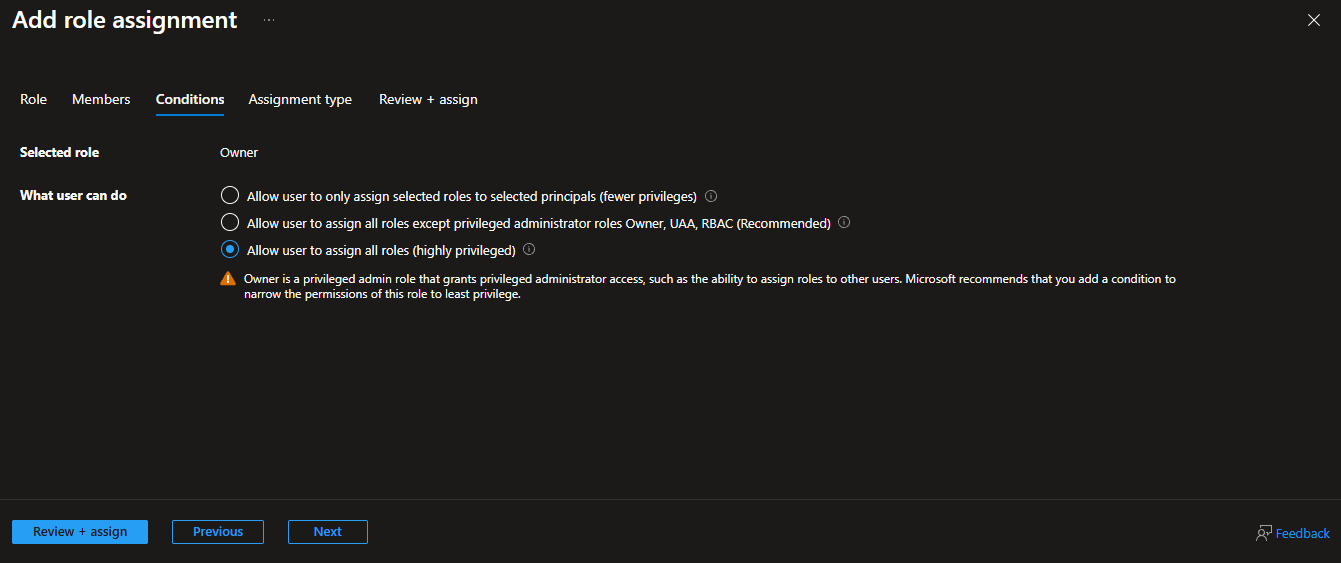 Add role assignment ...
Role Members Conditions Assignment type Review + assign
Selected role Owner
What user can do
Allow user to only assign selected roles to selected principals (fewer privileges)
Allow user to assign all roles except privileged administrator roles Owner, UAA, RBAC (Recommended)
Allow user to assign all roles (highly privileged)
Owner is a privileged admin role that grants privileged administrator access, such as the ability to assign roles to other users. Microsoft recommends that you add a condition to
narrow the permissions of this role to least privilege.
Review + assign Previous Next Feedback